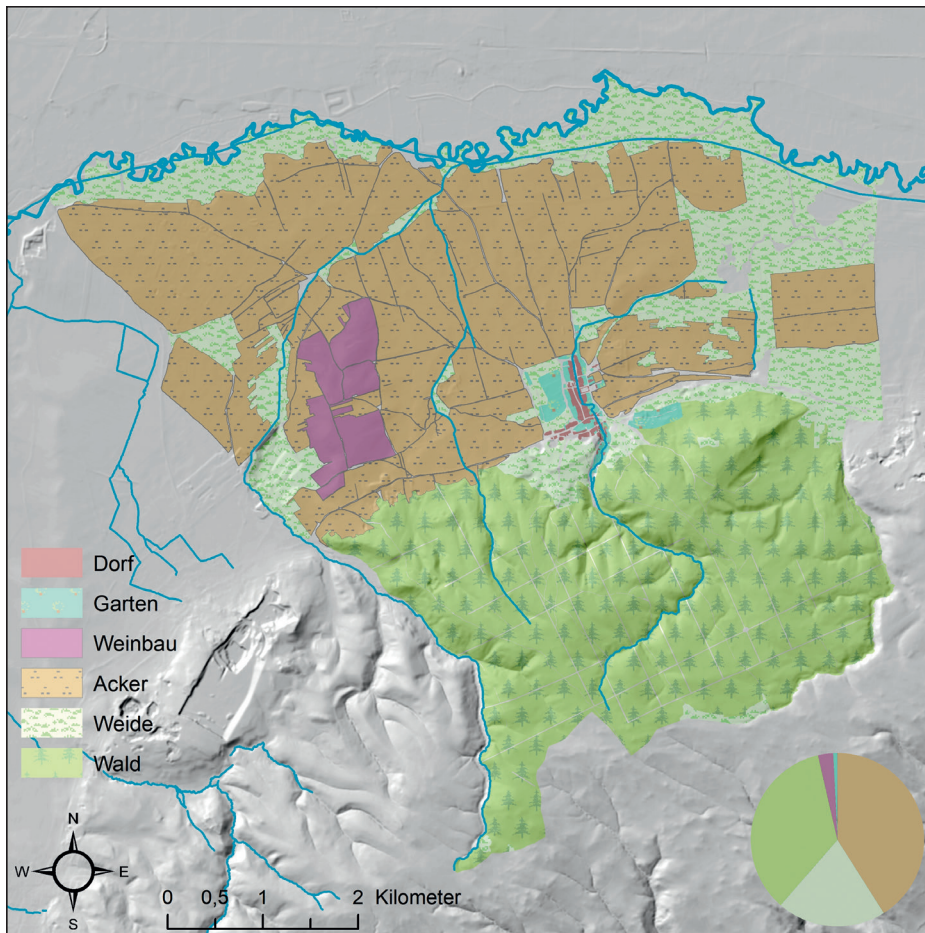 Dorf
Garten
Weinbau
Acker
Weide
Wald
N
W E
S
0 0,5 1 2 Kilometer